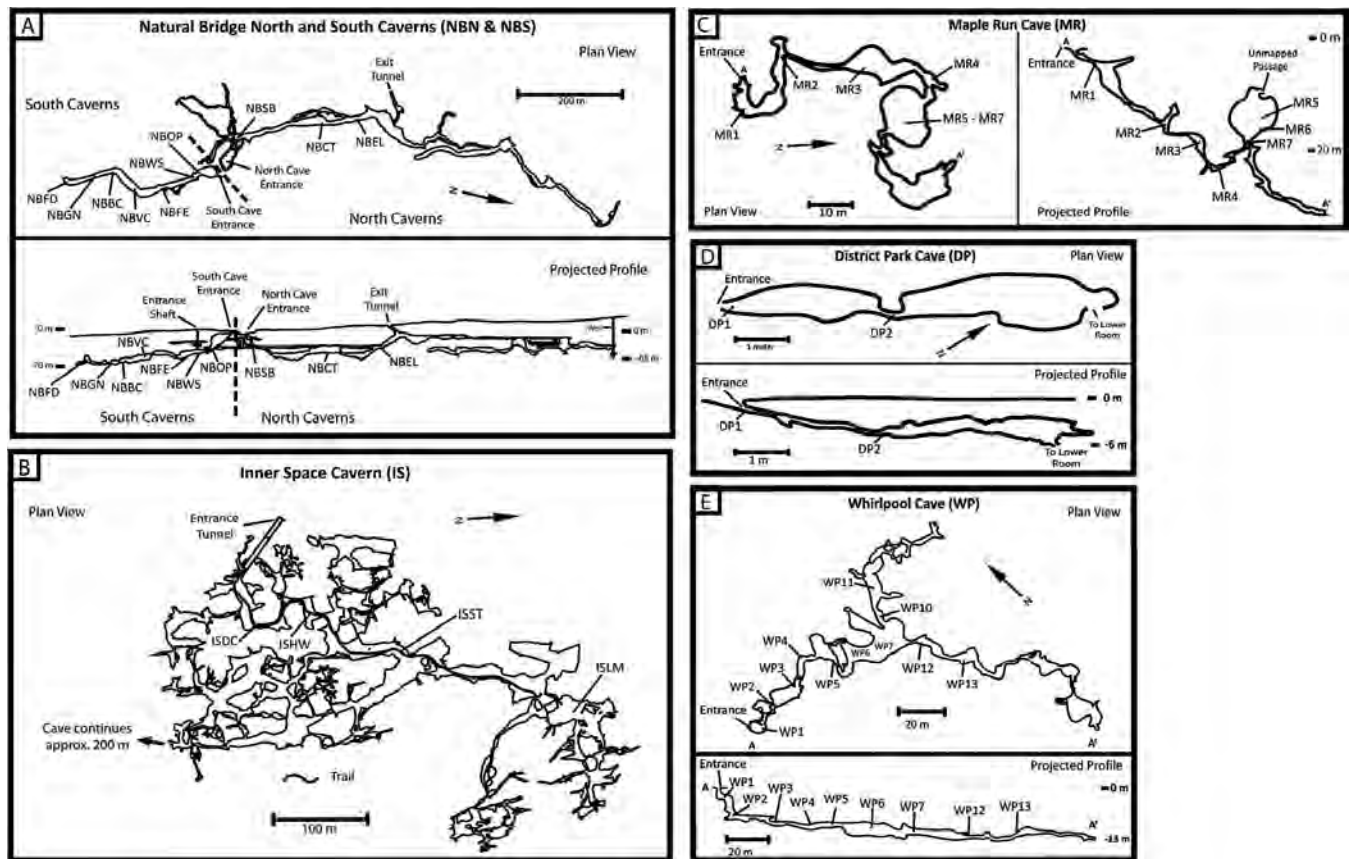 A
Natural Bridge North and South Caverns (NBN & NBS)
Plan View
Exit
Tunnel
200 m
South Caverns
NBSB
NBOP
NBWS
NBCT
NBEL
North Cave
Entrance
NBFD
NBGN
NBBC
NBVC
NBFE
South Cave
Entrance
N
North Caverns
Projected Profile
South Cave
Entrance
North Cave
Entrance
Exit
Tunnel
Entrance
Shaft
0 m
0 m
NBVC
-70 m
NBFD
NBGN
NBBC
NBFE
NBWS
NBOP
NBSB
NBCT
NBEL
South Caverns
North Caverns
B
Inner Space Cavern (IS)
Plan View
Entrance
Tunnel
N
ISDC
ISHW
ISST
ISLM
Cave continues
approx. 200 m
Trail
100 m
C
Maple Run Cave (MR)
Entrance
A
MR2
MR3
MR4
MR1
MR5 - MR7
N
A'
10 m
Plan View
A
Entrance
0 m
Unmapped
Passage
MR1
MR5
MR2
MR6
MR3
MR7
20 m
MR4
A'
Projected Profile
D
District Park Cave (DP)
Plan View
Entrance
DP1
DP2
To Lower
Room
N
Projected Profile
Entrance
0 m
DP1
DP2
-6 m
1 m
To Lower
Room
E
Whirlpool Cave (WP)
Plan View
WP11
N
WP10
WP4
WP3
WP6
WP7
WP5
WP12
WP13
WP2
Entrance
WP1
A
20 m
A'
Projected Profile
Entrance
A
WP1
WP2
WP3
WP4
WP5
WP6
WP7
WP12
WP13
0 m
A'
20 m